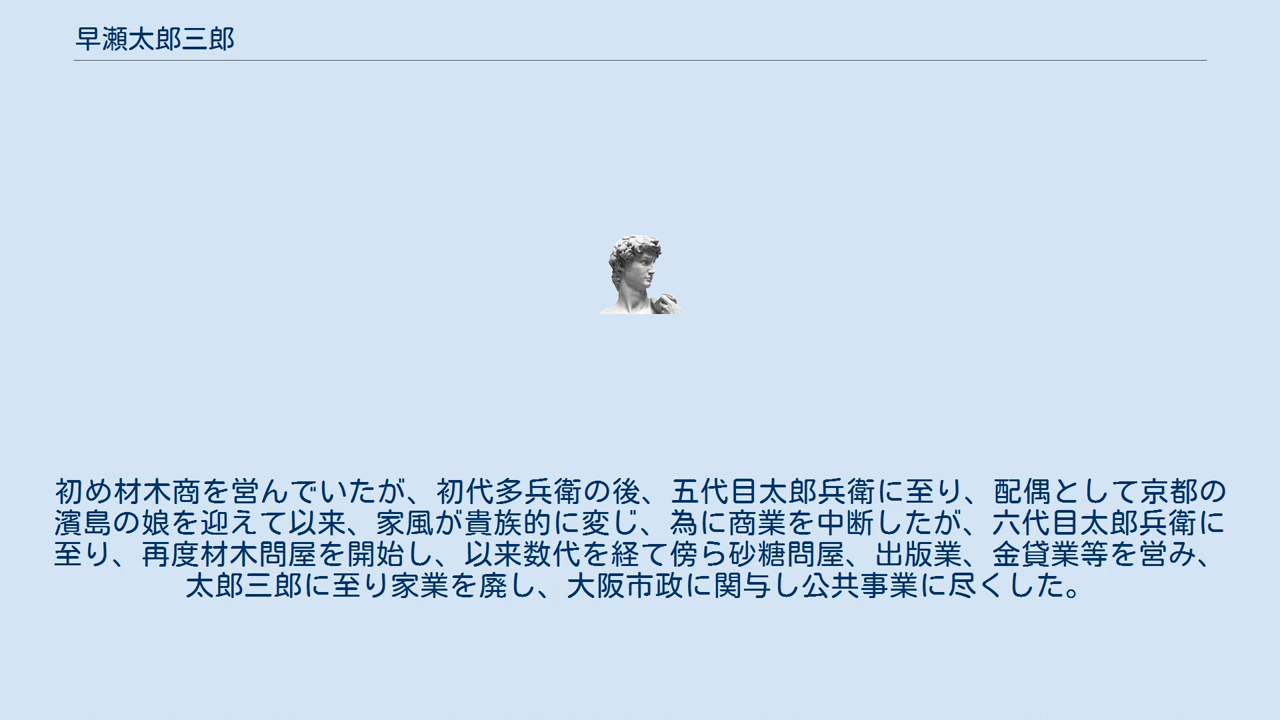 早瀬太郎三郎
初め材木商を営んでいたが、初代多兵衛の後、五代目太郎兵衛に至り、配偶として京都の
濱島の娘を迎えて以来、家風が貴族的に変じ、為に商業を中断したが、六代目太郎兵衛に
至り、再度材木問屋を開始し、以来数代を経て傍ら砂糖問屋、出版業、金貸業等を営み、
太郎三郎に至り家業を廃し、大阪市政に関与し公共事業に尽くした。